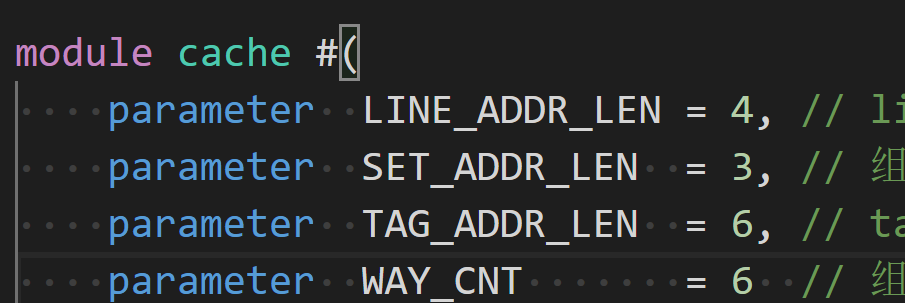 module cache #(
    parameter  LINE_ADDR_LEN = 4, // li
    parameter  SET_ADDR_LEN  = 3, // 组
    parameter  TAG_ADDR_LEN  = 6, // ta
    parameter  WAY_CNT       = 6  // 组